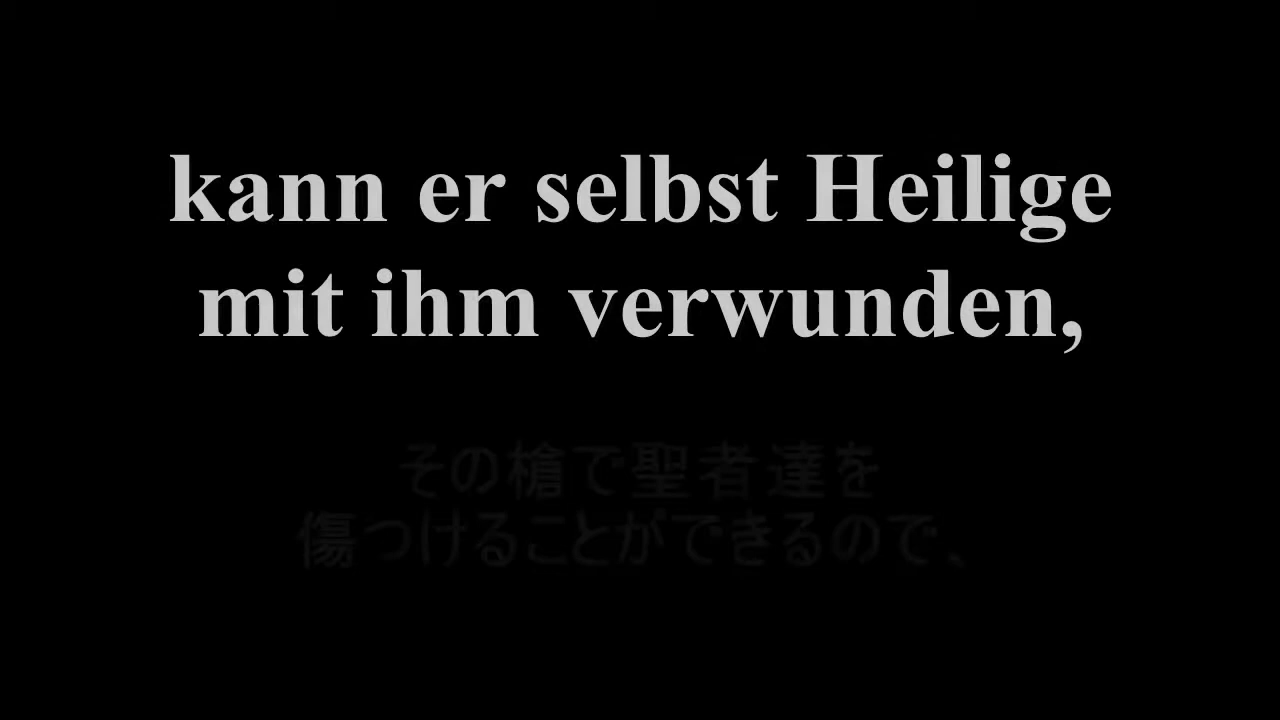 kann er selbst Heilige
mit ihm verwunden,
その槍で聖者達を
傷つけることができるので、